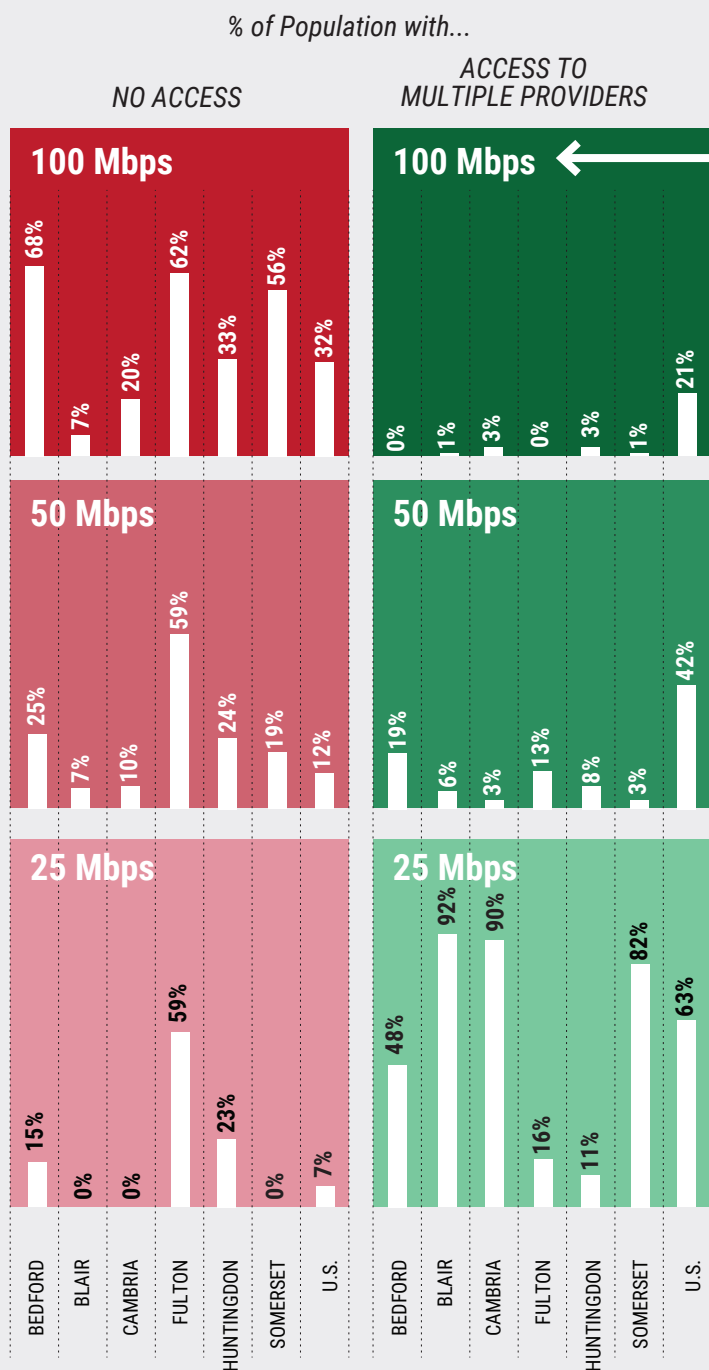 % of Population with...
NO ACCESS
ACCESS TO
MULTIPLE PROVIDERS
100 Mbps
68%
7%
20%
62%
33%
56%
32%
100 Mbps
0%
1%
3%
0%
3%
1%
21%
50 Mbps
25%
7%
10%
59%
24%
19%
12%
50 Mbps
19%
6%
3%
13%
8%
3%
42%
25 Mbps
15%
0%
0%
59%
23%
0%
7%
25 Mbps
48%
92%
90%
16%
11%
82%
63%
BEDFORD
BLAIR
CAMBRIA
FULTON
HUNTINGDON
SOMERSET
U.S.
BEDFORD
BLAIR
CAMBRIA
FULTON
HUNTINGDON
SOMERSET
U.S.